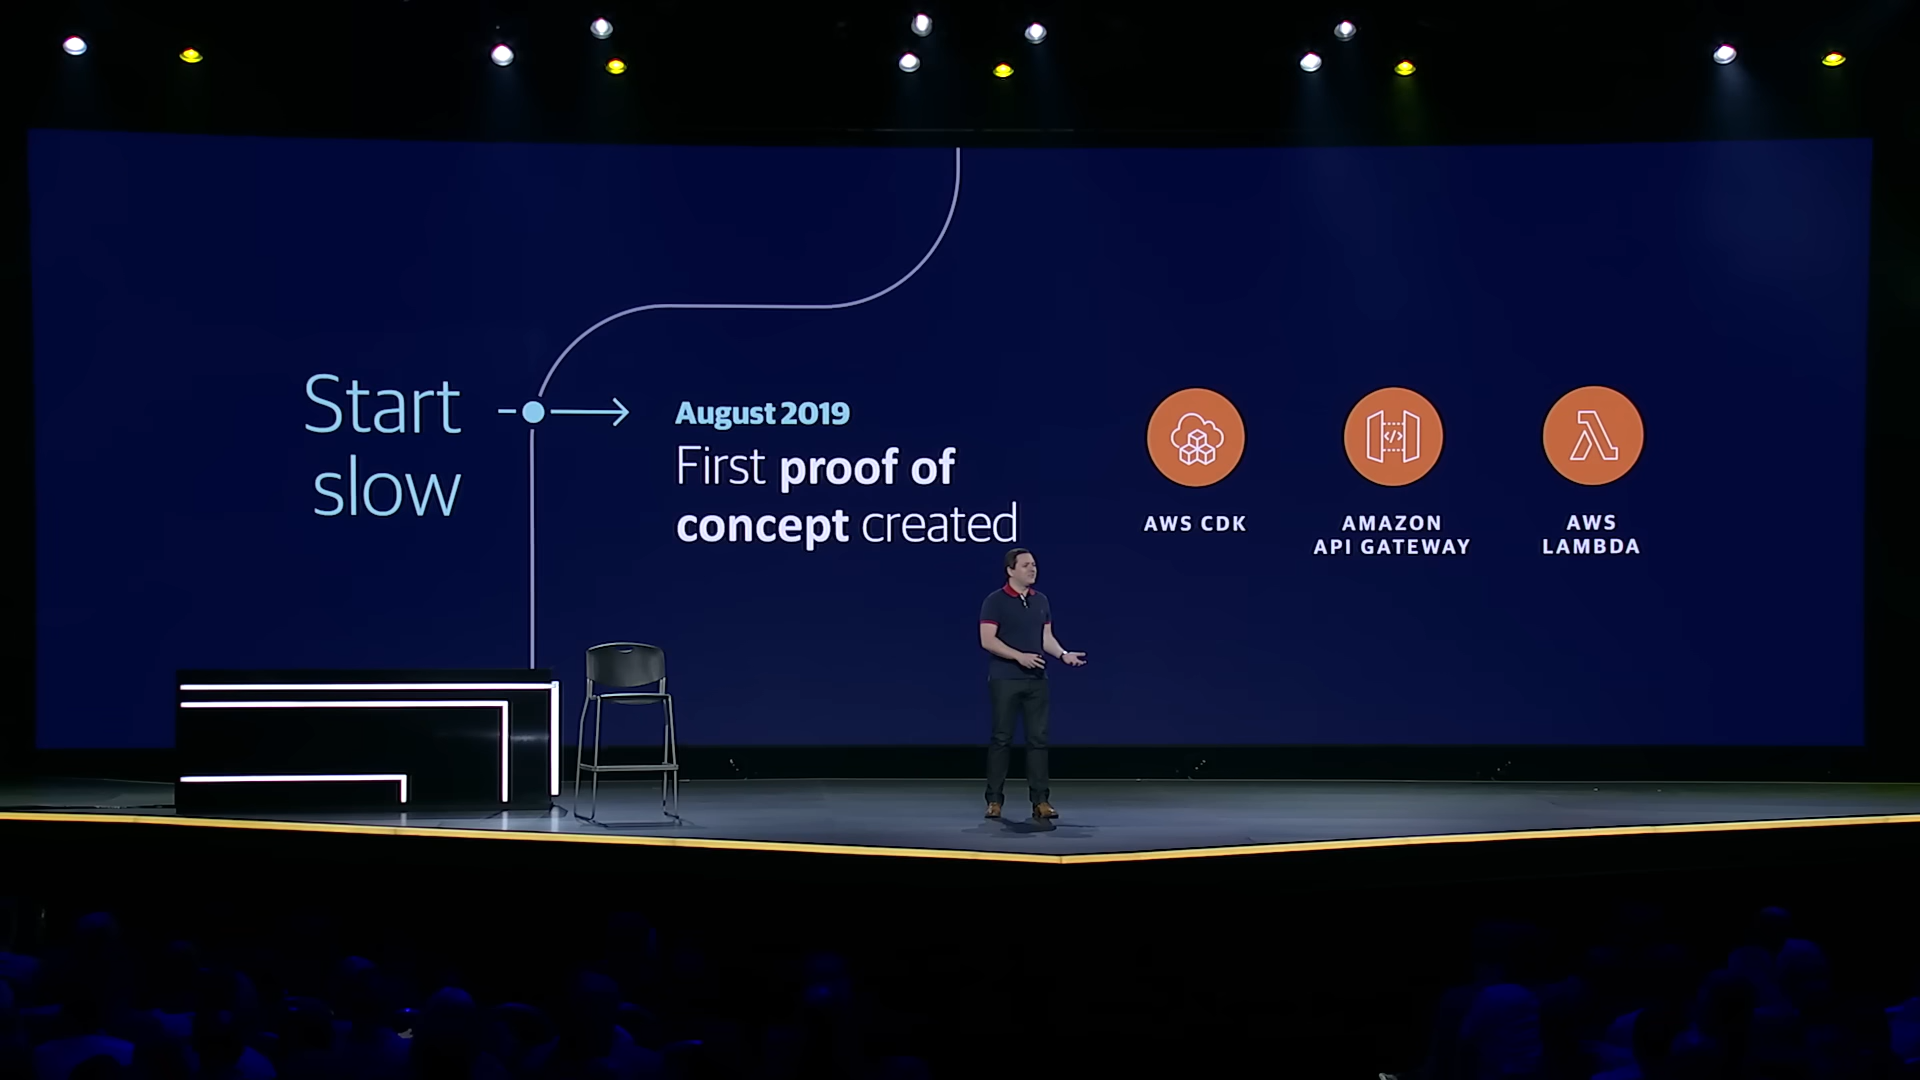 Start
slow
August 2019
First proof of
concept created
AWS CDK
AMAZON
API GATEWAY
AWS
LAMBDA